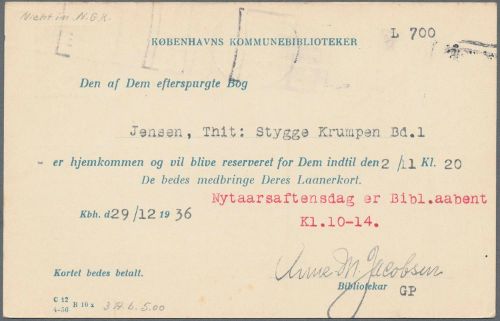 Nicht im N.G.K.
L 700
KØBENHAVNS KOMMUNEBIBLIOTEKER
Den af Dem efterspurgte Bog
Jensen, Thit: Stygge Krumpen Bd.1
- er hjemkommen og vil blive reserveret for Dem indtil den 2 /11 Kl. 20
De bedes medbringe Deres Laanerkort.
Nytaarsaftensdag er Bibl.aabent
Kl.10-14.
Kbh. d 29/12 19 36
Anne M. Jacobsen
Kortet bedes betalt.
Bibliotekar
GP
C 12
4-36 B 10 x